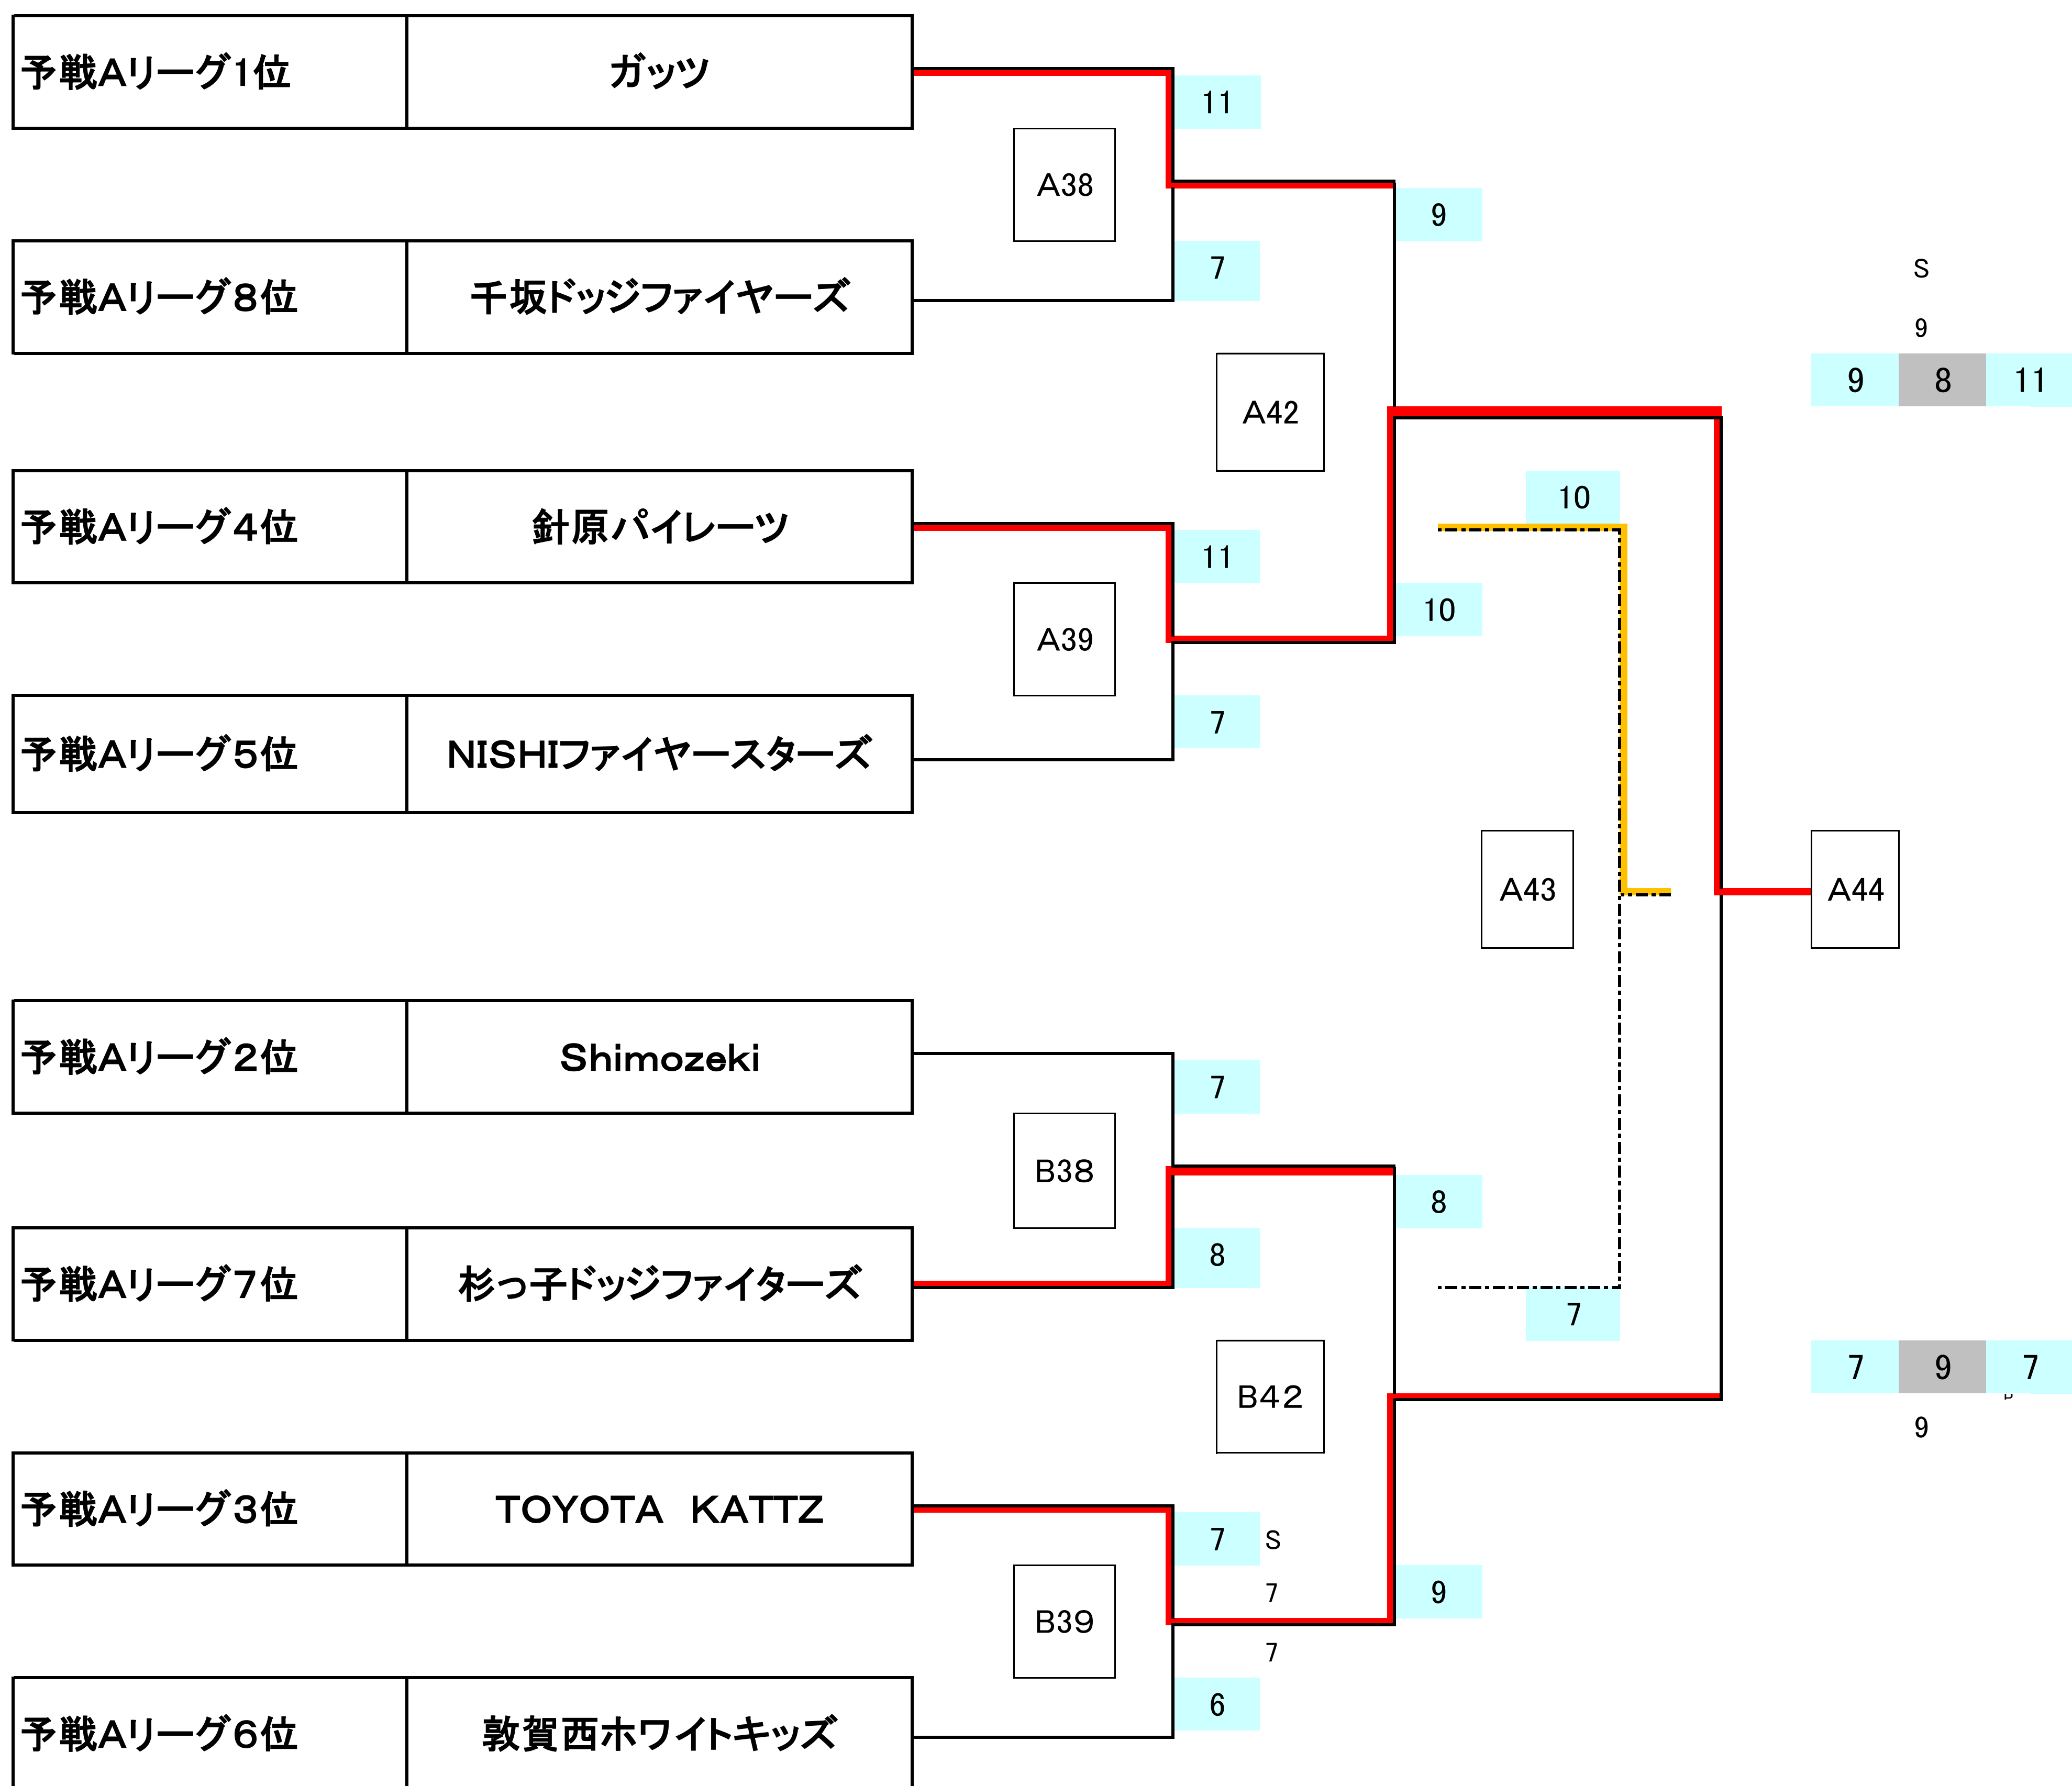 予戦Aリーグ1位 ガッツ
11
A38
9
予戦Aリーグ8位 千坂ドッジファイヤーズ
7
S
9
9 8 11
A42
予戦Aリーグ4位 針原パイレーツ
10
11
10
A39
予戦Aリーグ5位 NISHIファイヤースターズ
7
A43
A44
予戦Aリーグ2位 Shimozeki
7
B38
8
予戦Aリーグ7位 杉っ子ドッジファイターズ
8
7
7 9 7
B42
9
予戦Aリーグ3位 TOYOTA　KATTZ
7 S
7
9
B39
7
予戦Aリーグ6位 敦賀西ホワイトキッズ
6